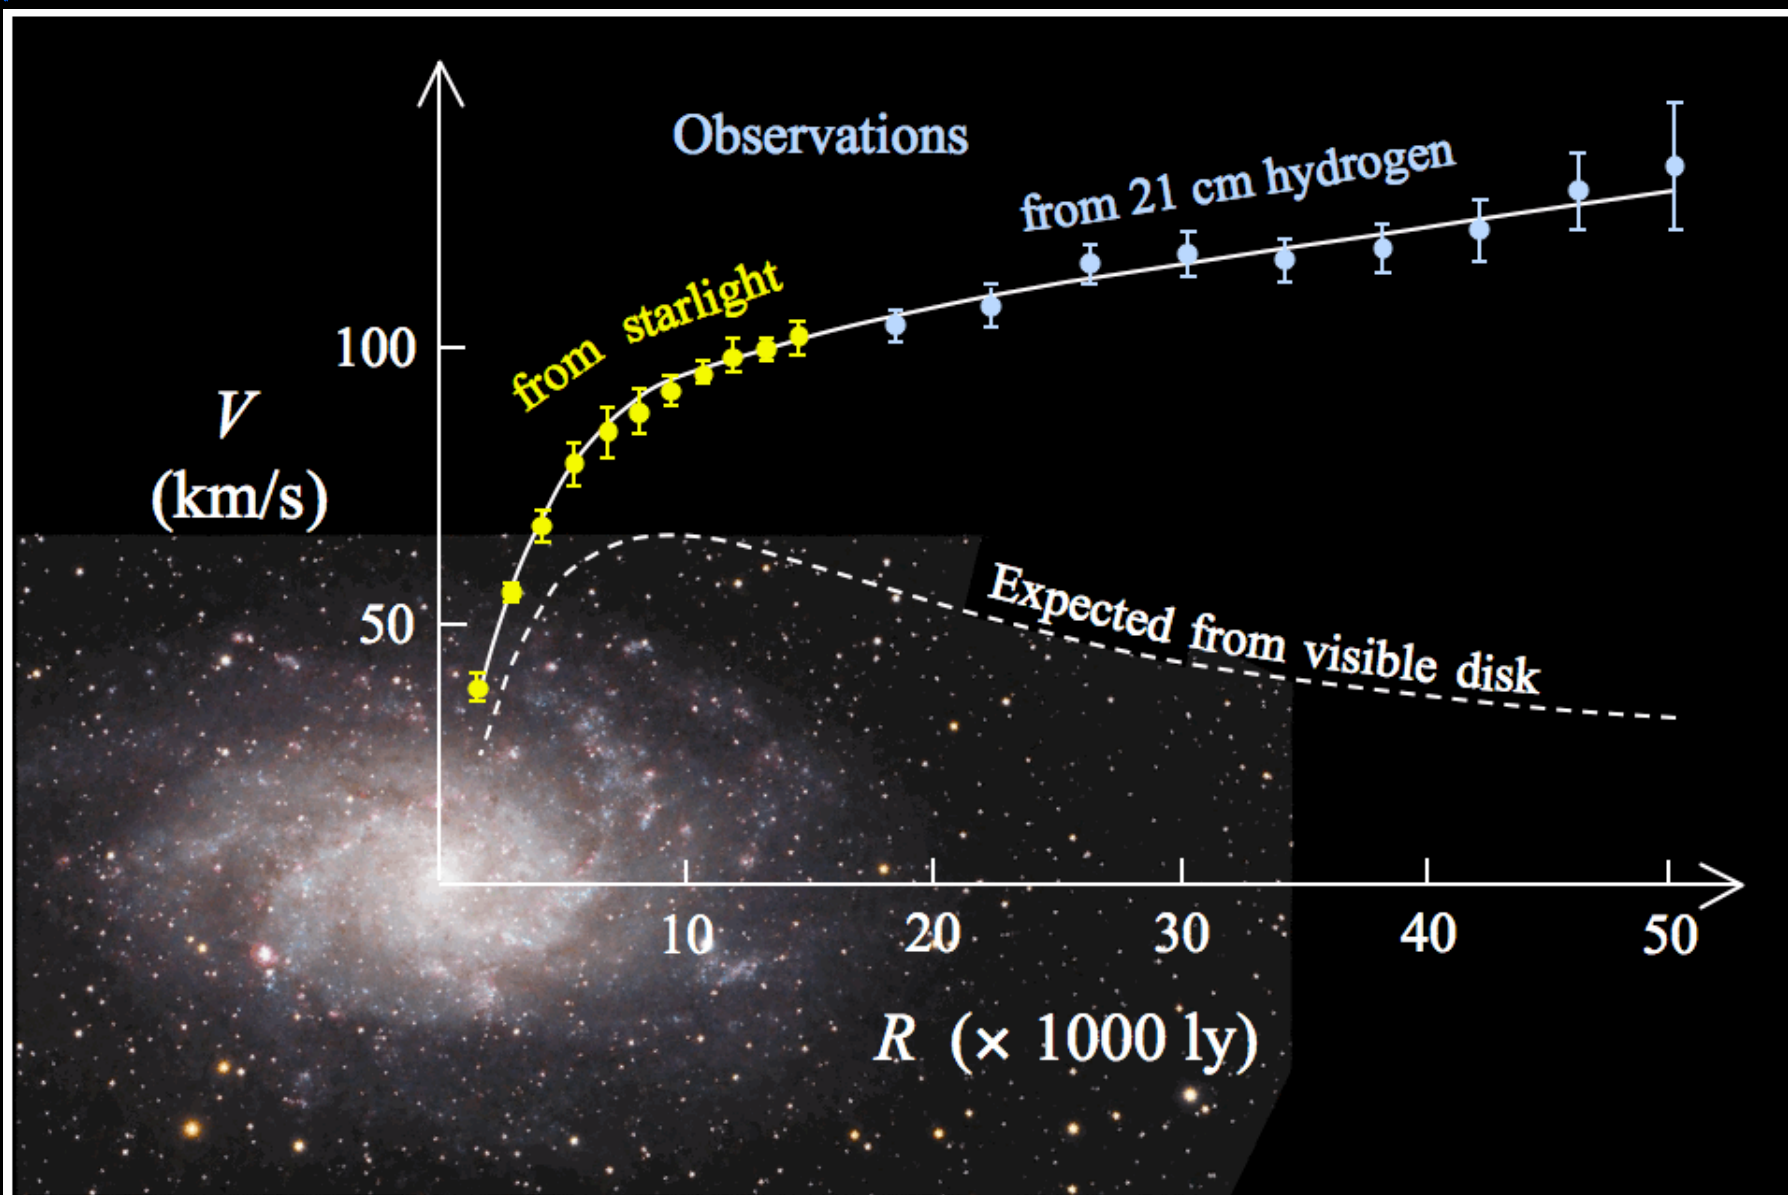 Observations
from 21 cm hydrogen
from starlight
100
V
(km/s)
50
Expected from visible disk
10 20 30 40 50
R (× 1000 ly)